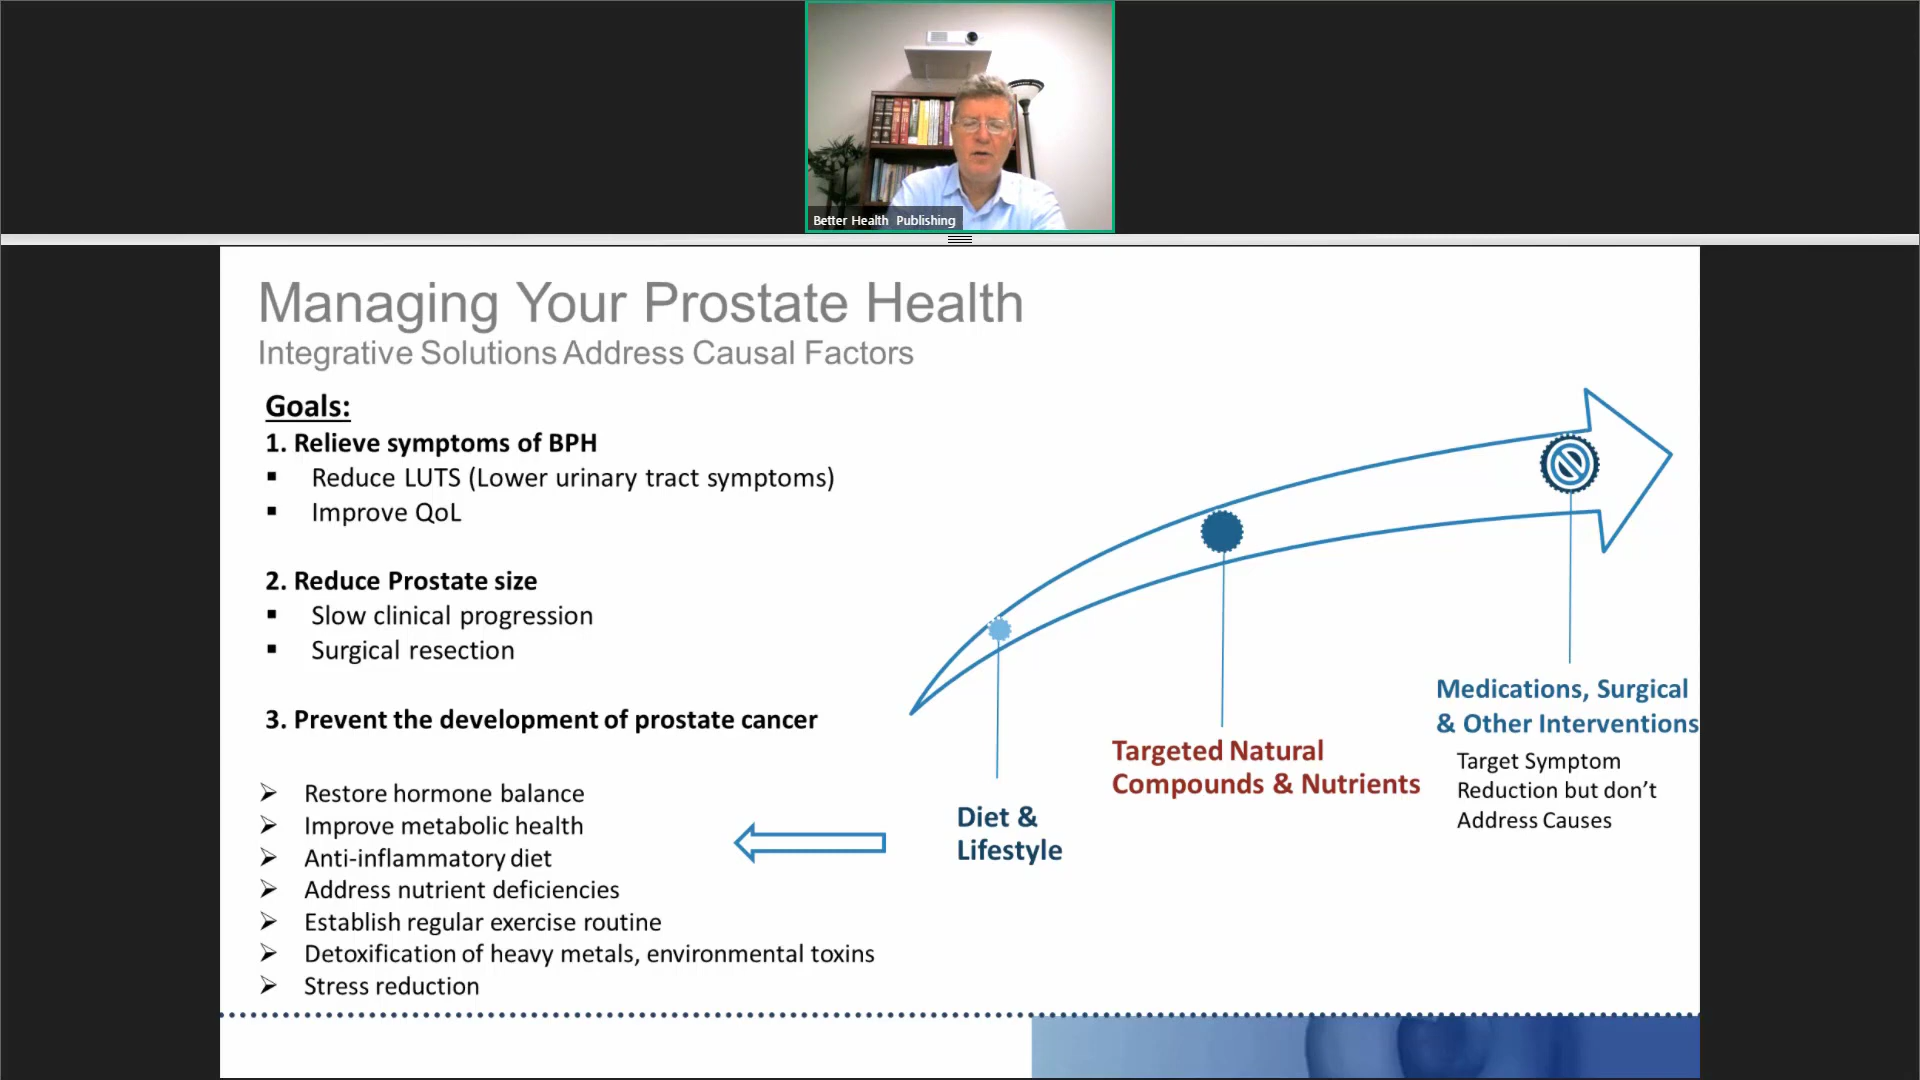 Better Health Publishing
Managing Your Prostate Health
Integrative Solutions Address Causal Factors
Goals:
1. Relieve symptoms of BPH
▪ Reduce LUTS (Lower urinary tract symptoms)
▪ Improve QoL
2. Reduce Prostate size
▪ Slow clinical progression
▪ Surgical resection
3. Prevent the development of prostate cancer
➢ Restore hormone balance
➢ Improve metabolic health
➢ Anti-inflammatory diet
➢ Address nutrient deficiencies
➢ Establish regular exercise routine
➢ Detoxification of heavy metals, environmental toxins
➢ Stress reduction
Diet &
Lifestyle
Targeted Natural
Compounds & Nutrients
Medications, Surgical
& Other Interventions
Target Symptom
Reduction but don’t
Address Causes